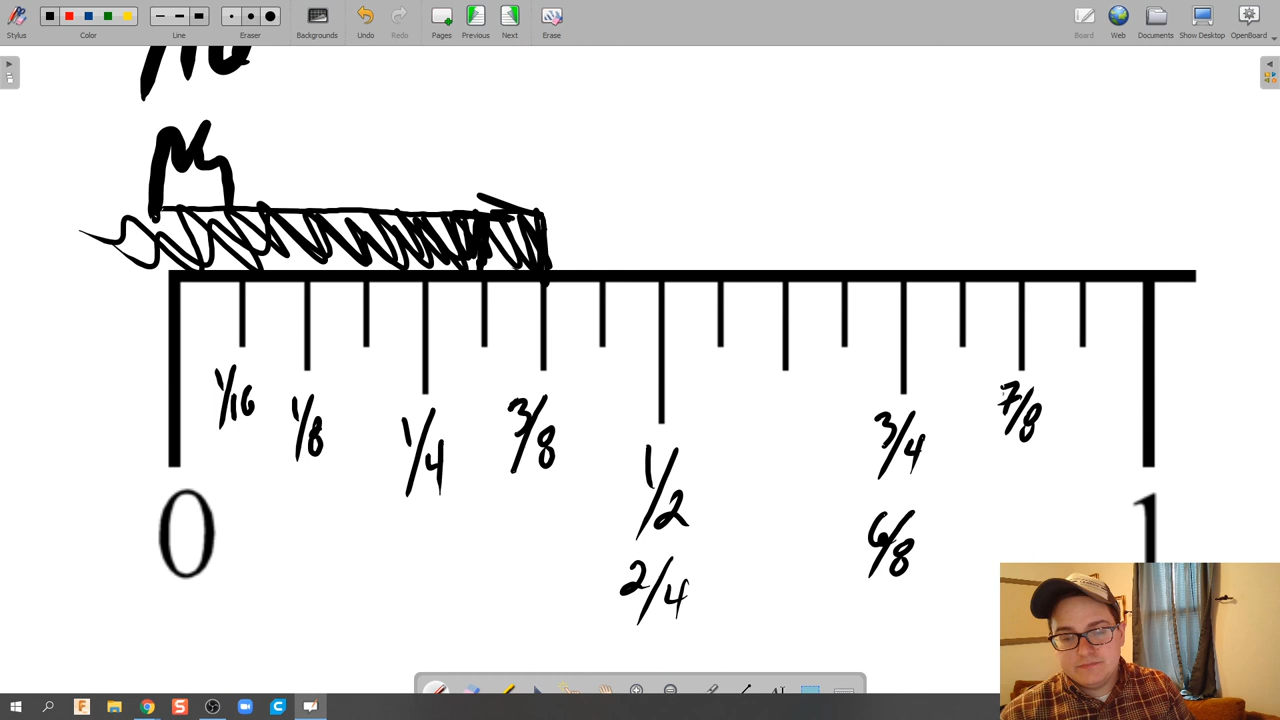 Stylus
Color
Line
Eraser
Backgrounds
Undo
Redo
Pages
Previous
Next
Erase
Board
Web
Documents
Show Desktop
OpenBoard
1/16
1/8
1/4
3/8
1/2
2/4
3/4
6/8
7/8
0
1